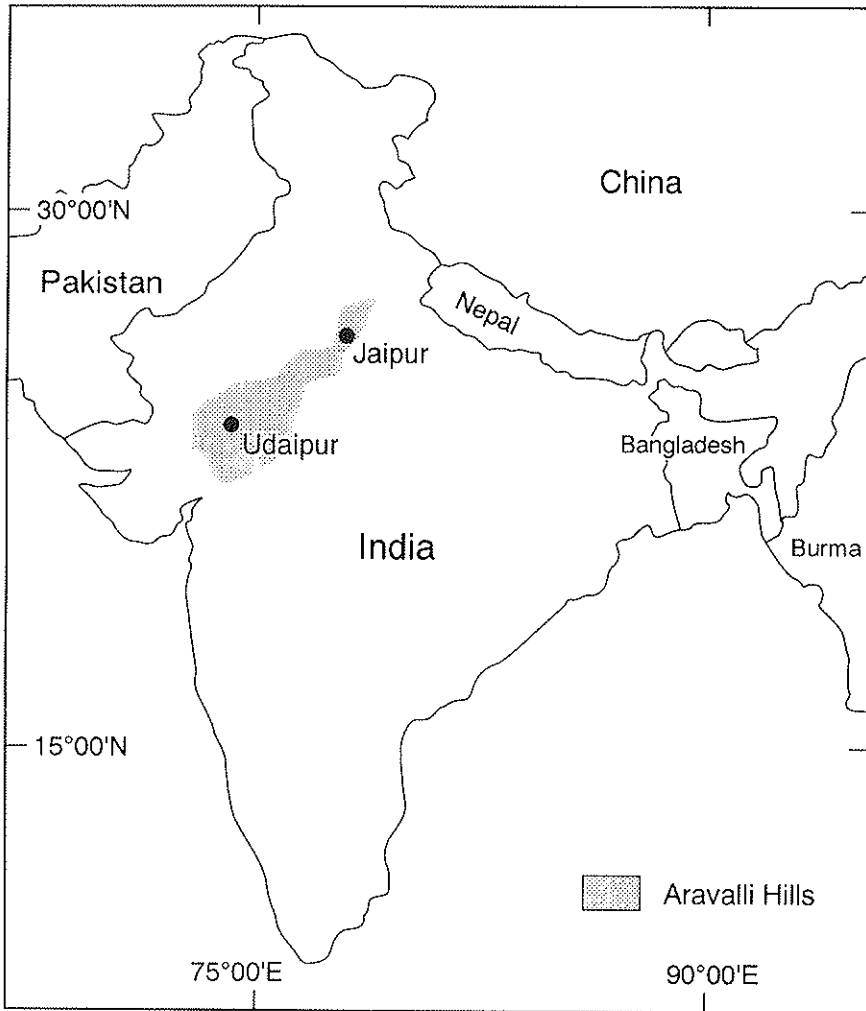 China
30°00'N
Pakistan
Nepal
Jaipur
Udaipur
Bangladesh
India
Burma
15°00'N
Aravalli Hills
75°00'E
90°00'E